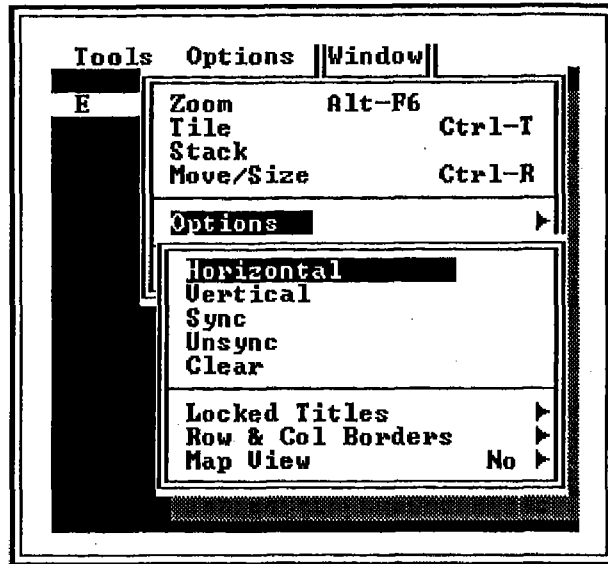 Tools Options Window
E
Zoom Alt-F6
Tile Ctrl-T
Stack
Move/Size Ctrl-R
Options
Horizontal
Vertical
Sync
Unsync
Clear
Locked Titles
Row & Col Borders
Map View No